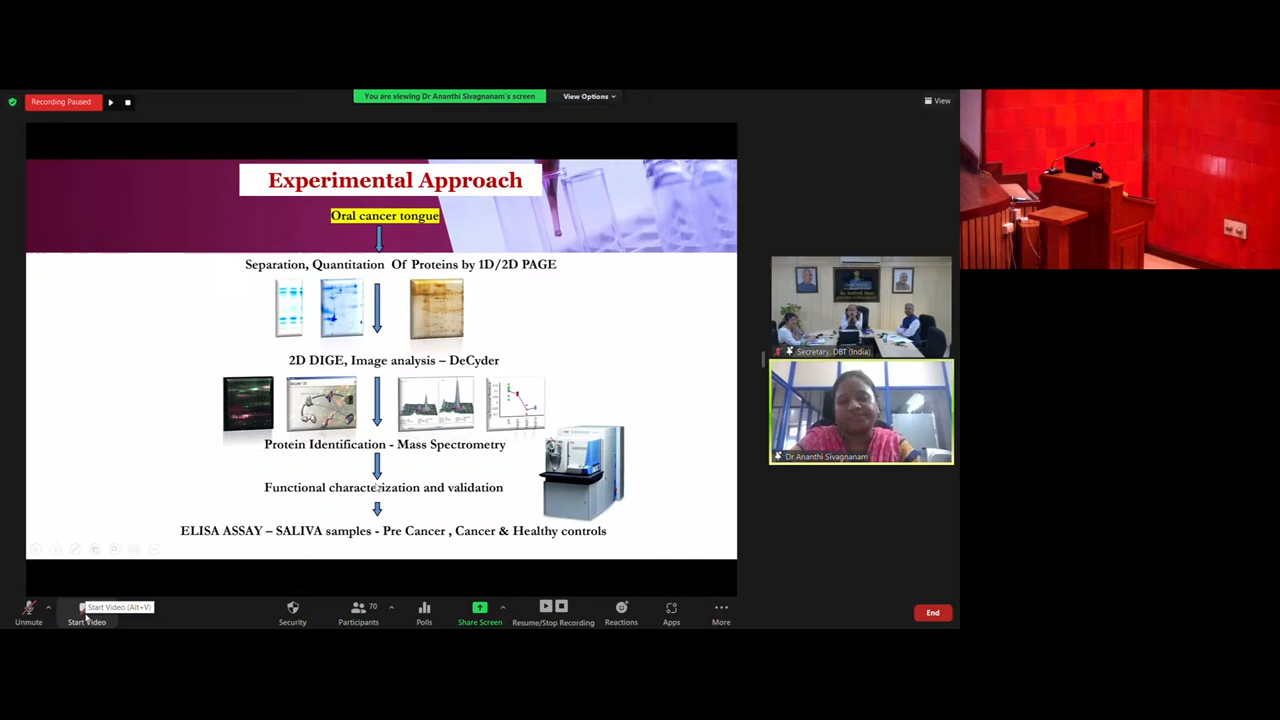 Recording Paused
You are viewing Dr Ananthi Sivagnanam's screen
View Options
View
Experimental Approach
Oral cancer tongue
Separation, Quantitation Of Proteins by 1D/2D PAGE
2D DIGE, Image analysis – DeCyder
Protein Identification - Mass Spectrometry
Functional characterization and validation
ELISA ASSAY – SALIVA samples - Pre Cancer , Cancer & Healthy controls
Secretary, DBT (India)
Dr Ananthi Sivagnanam
Start Video (Alt+V)
70
Unmute
Start Video
Security
Participants
Polls
Share Screen
Resume/Stop Recording
Reactions
Apps
More
End